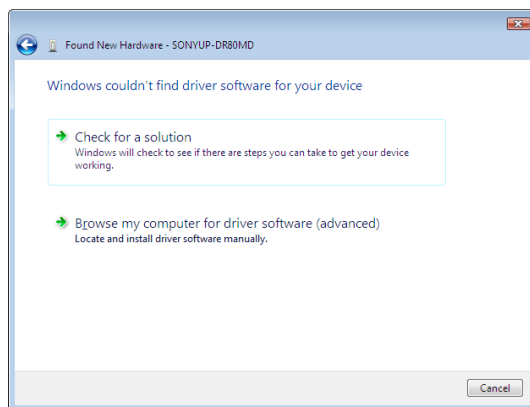 Found New Hardware - SONYUP-DR80MD
Windows couldn't find driver software for your device
Check for a solution
Windows will check to see if there are steps you can take to get your device
working.
Browse my computer for driver software (advanced)
Locate and install driver software manually.
Cancel